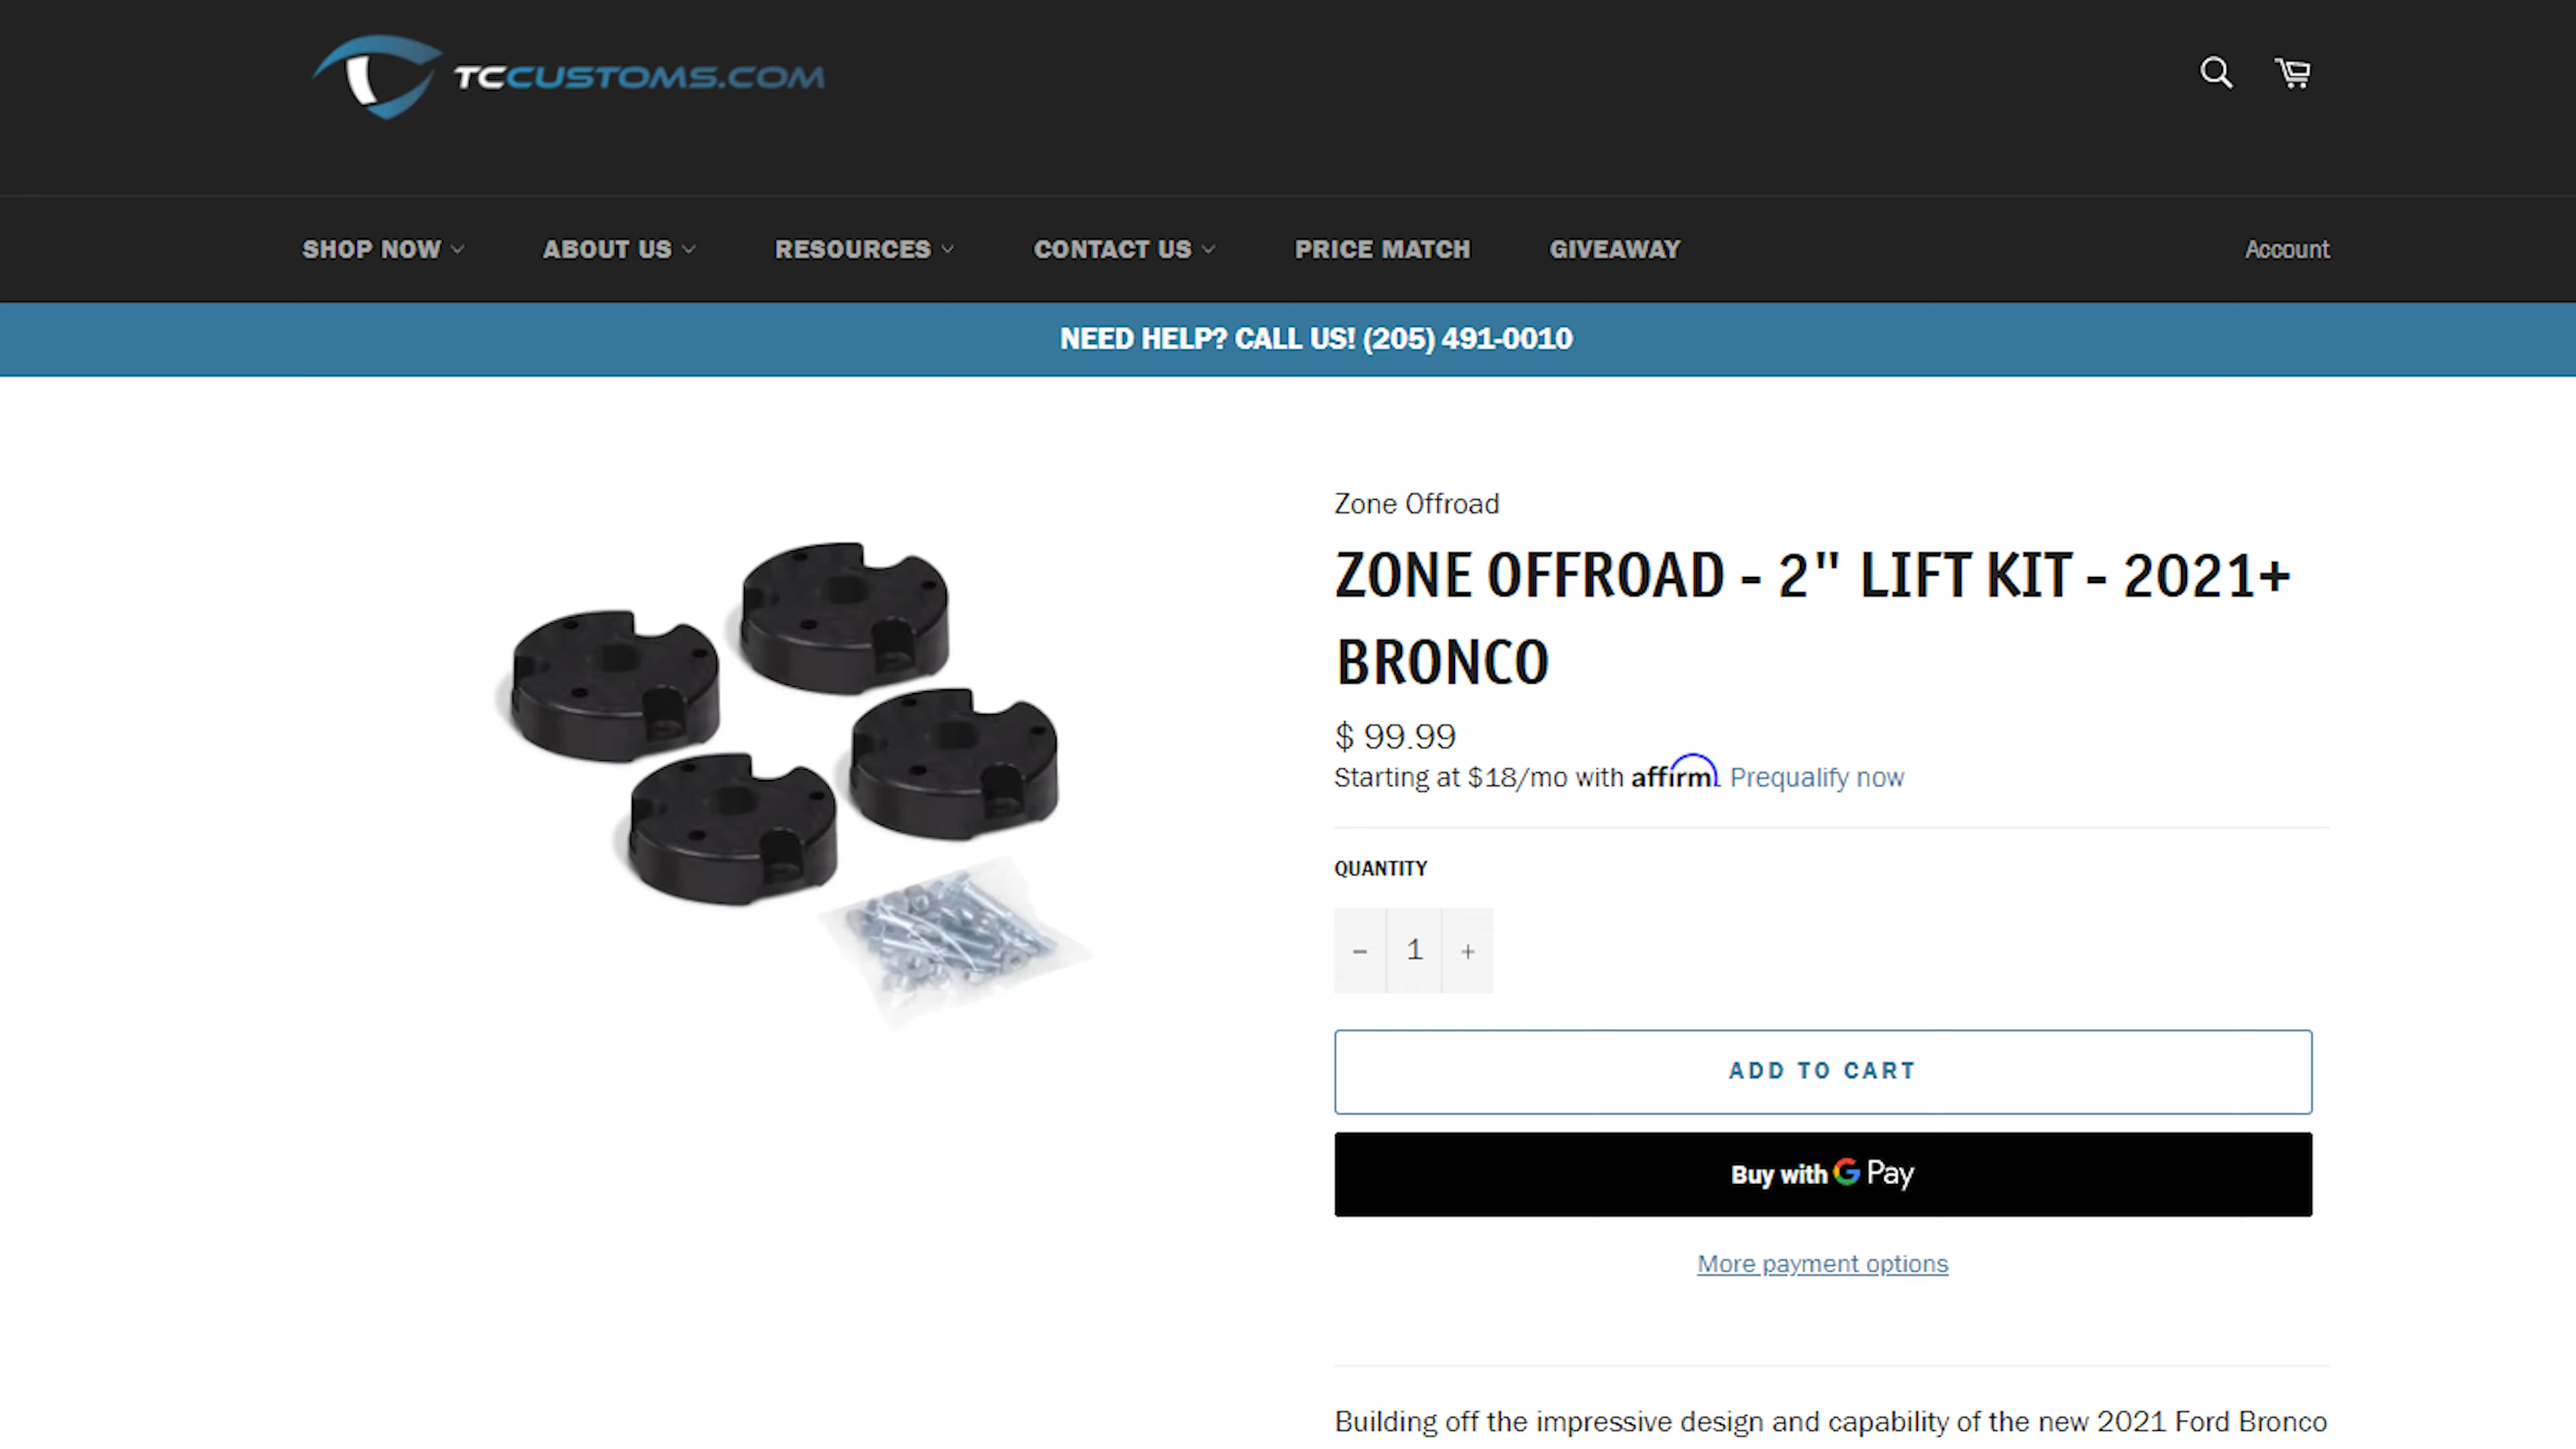 TCCUSTOMS.COM
SHOP NOW ABOUT US RESOURCES CONTACT US PRICE MATCH GIVEAWAY Account
NEED HELP? CALL US! (205) 491-0010
Zone Offroad
ZONE OFFROAD - 2" LIFT KIT - 2021+
BRONCO
$ 99.99
Starting at $18/mo with affirm Prequalify now
QUANTITY
- 1 +
ADD TO CART
Buy with G Pay
More payment options
Building off the impressive design and capability of the new 2021 Ford Bronco